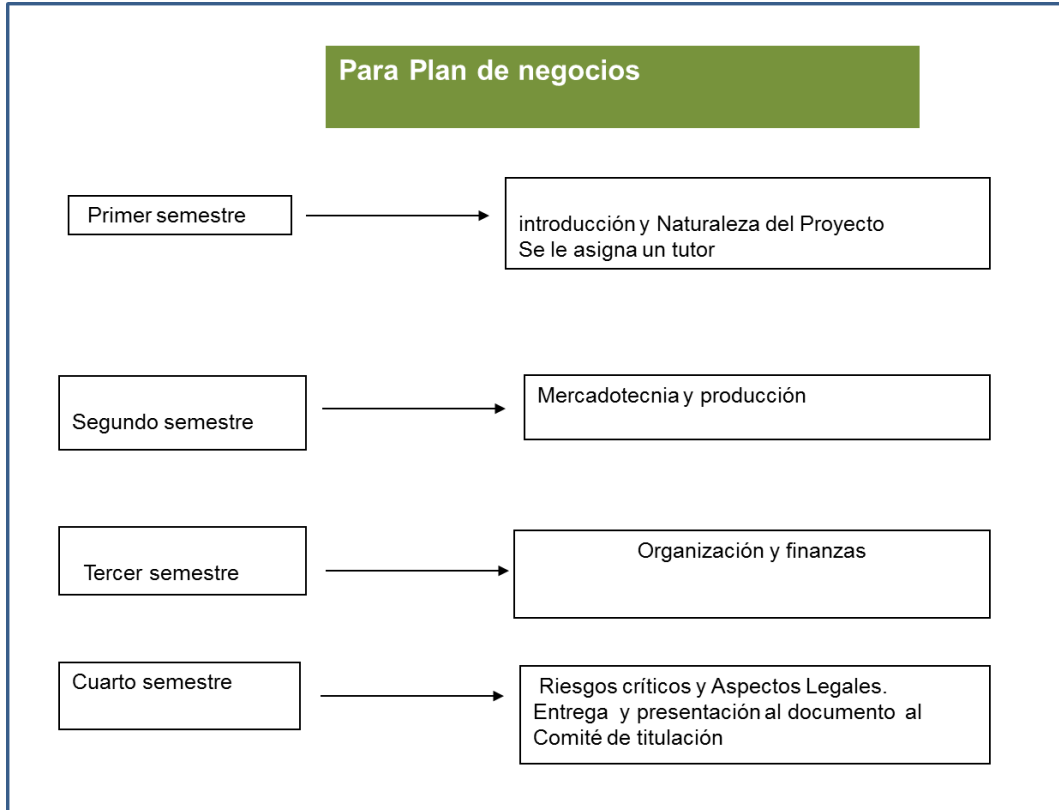 Para Plan de negocios
Primer semestre
introducción y Naturaleza del Proyecto
Se le asigna un tutor
Segundo semestre
Mercadotecnia y producción
Tercer semestre
Organización y finanzas
Cuarto semestre
Riesgos críticos y Aspectos Legales.
Entrega y presentación al documento al
Comité de titulación